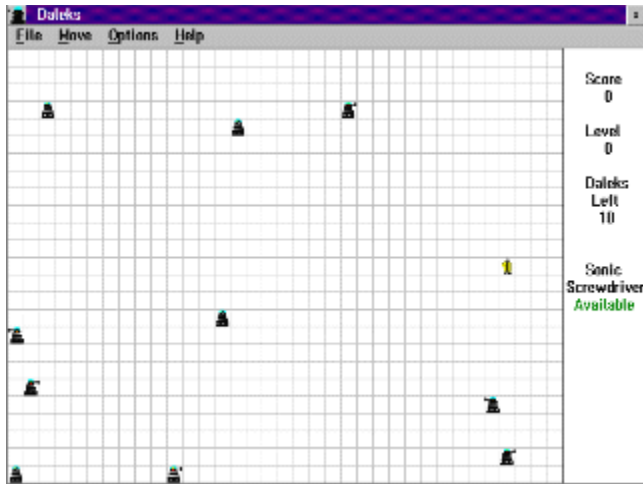 Daleks
File Move Options Help
Score
0
Level
0
Daleks
Left
10
Sonic
Screwdriver
Available